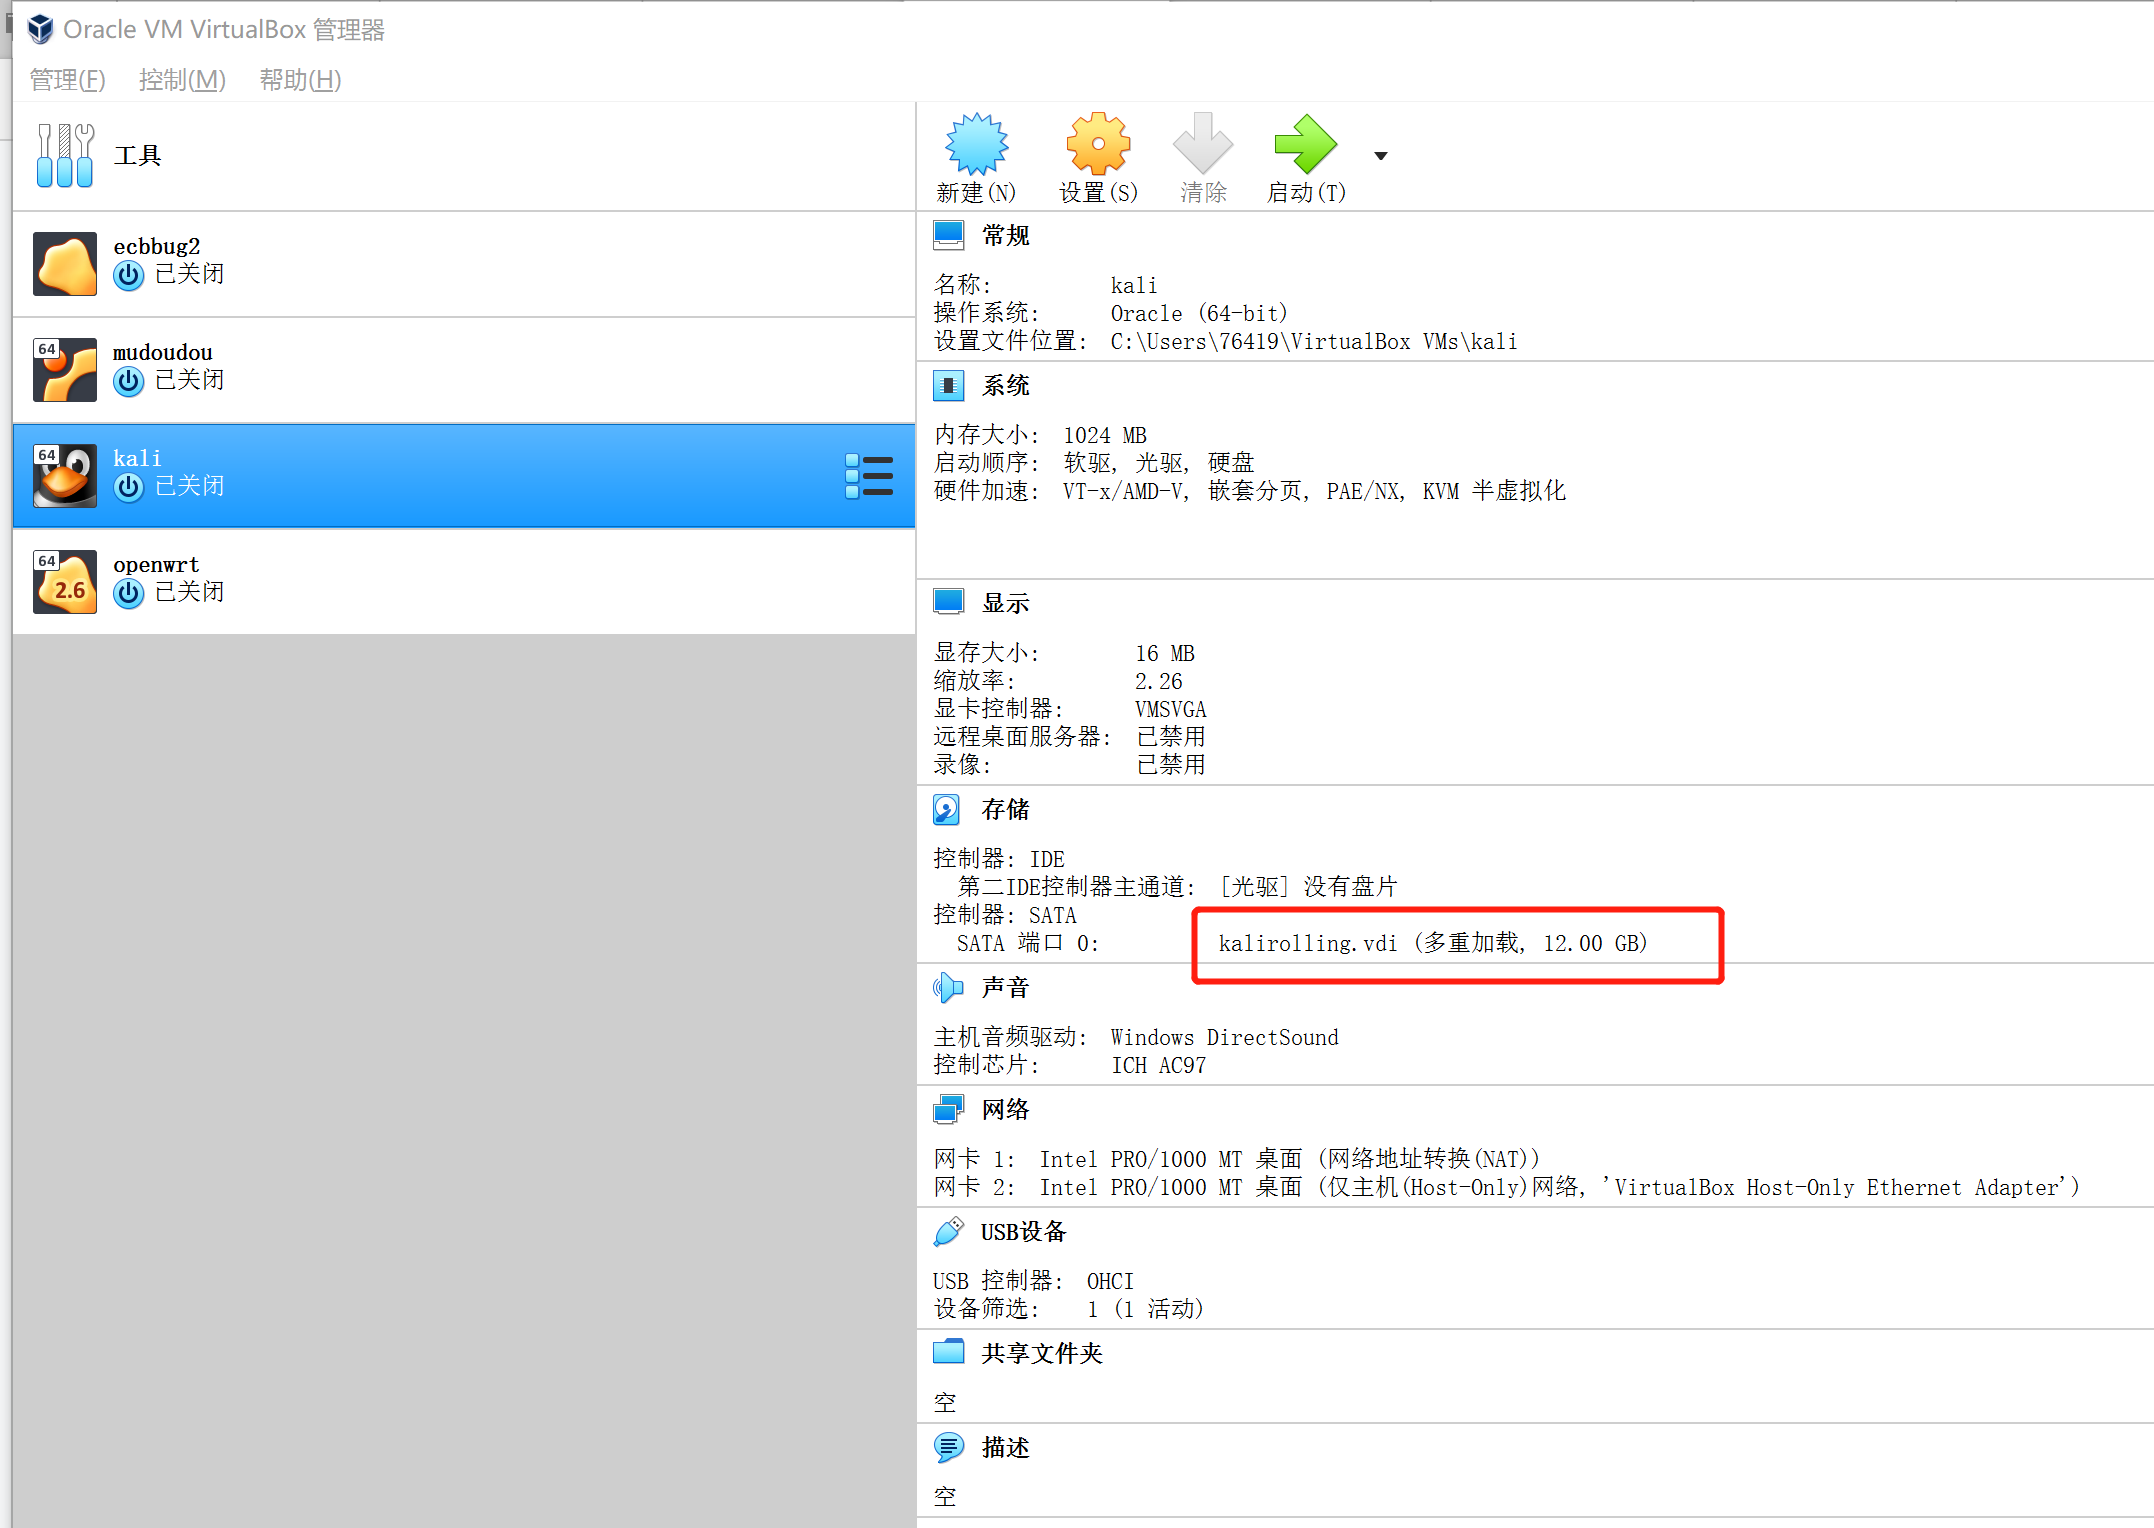 Oracle VM VirtualBox 管理器
管理(F) 控制(M) 帮助(H)
工具
ecbbug2
已关闭
64
mudoudou
已关闭
64
kali
已关闭
64
2.6
openwrt
已关闭
新建(N) 设置(S) 清除 启动(T)
常规
名称: kali
操作系统: Oracle (64-bit)
设置文件位置: C:\Users\76419\VirtualBox VMs\kali
系统
内存大小: 1024 MB
启动顺序: 软驱, 光驱, 硬盘
硬件加速: VT-x/AMD-V, 嵌套分页, PAE/NX, KVM 半虚拟化
显示
显存大小: 16 MB
缩放率: 2.26
显卡控制器: VMSVGA
远程桌面服务器: 已禁用
录像: 已禁用
存储
控制器: IDE
第二IDE控制器主通道: [光驱] 没有盘片
控制器: SATA
SATA 端口 0: kalirolling.vdi (多重加载, 12.00 GB)
声音
主机音频驱动: Windows DirectSound
控制芯片: ICH AC97
网络
网卡 1: Intel PRO/1000 MT 桌面 (网络地址转换(NAT))
网卡 2: Intel PRO/1000 MT 桌面 (仅主机(Host-Only)网络, 'VirtualBox Host-Only Ethernet Adapter')
USB设备
USB 控制器: OHCI
设备筛选: 1 (1 活动)
共享文件夹
空
描述
空